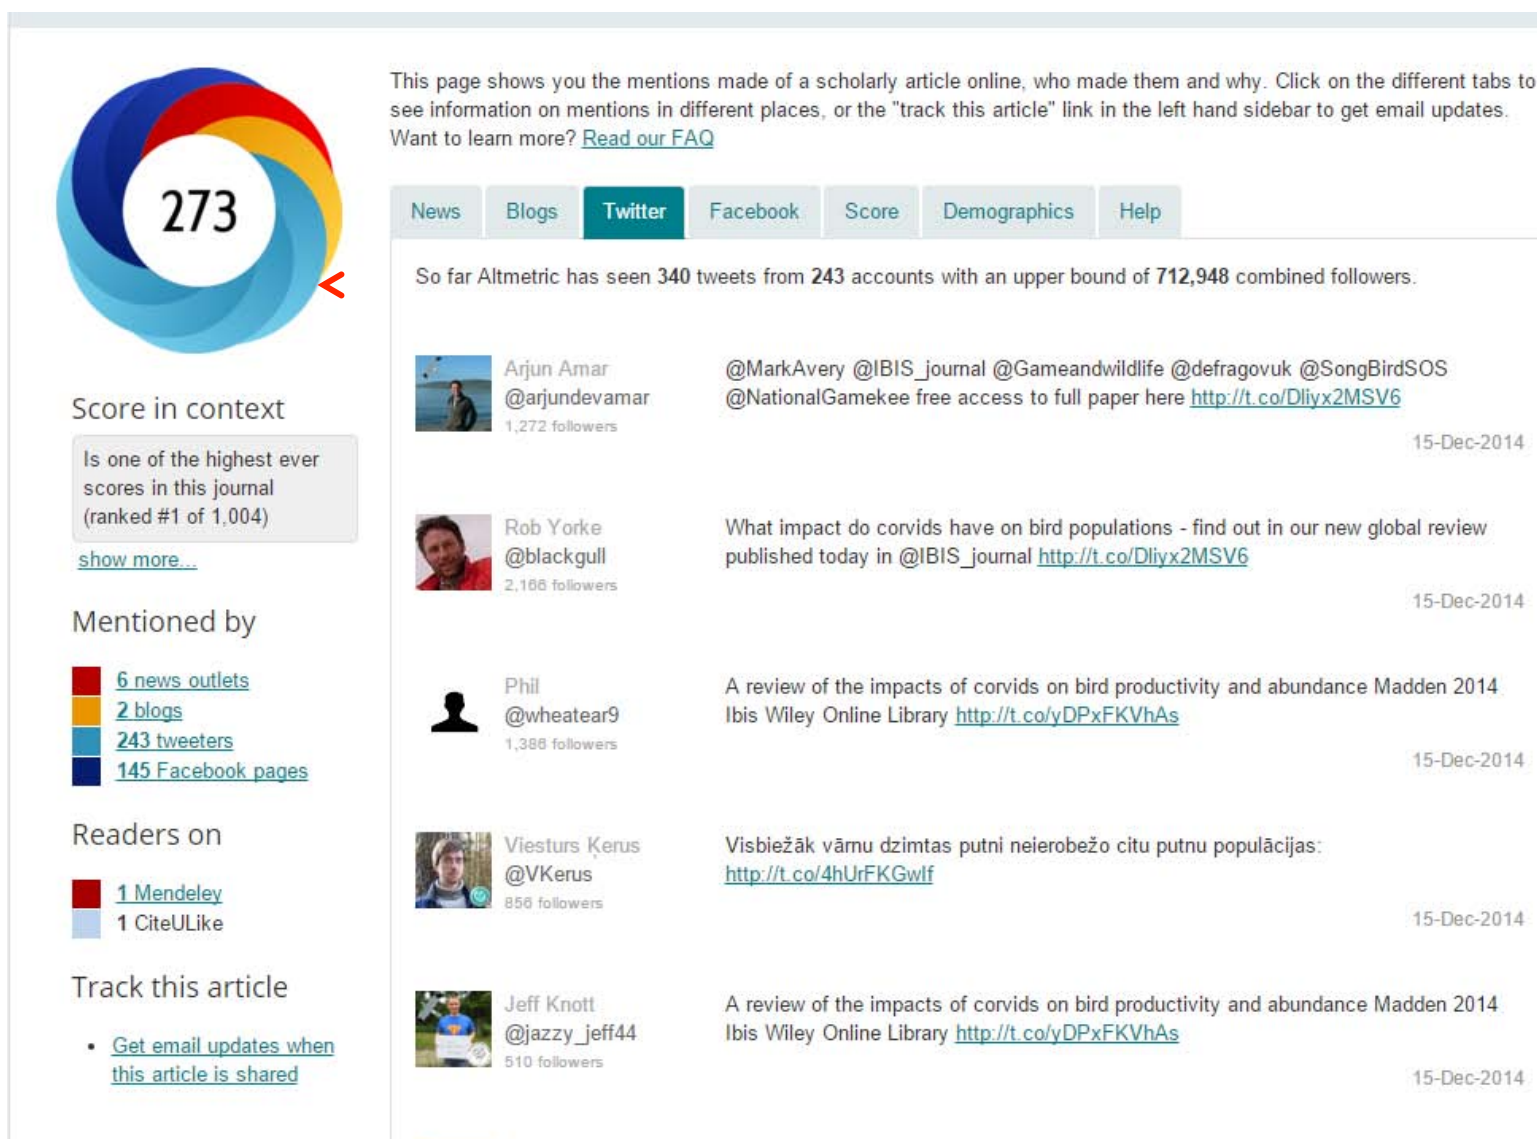 This page shows you the mentions made of a scholarly article online, who made them and why. Click on the different tabs to
see information on mentions in different places, or the "track this article" link in the left hand sidebar to get email updates.
Want to learn more? Read our FAQ
273
Score in context
Is one of the highest ever
scores in this journal
(ranked #1 of 1,004)
show more...
Mentioned by
6 news outlets
2 blogs
243 tweeters
145 Facebook pages
Readers on
1 Mendeley
1 CiteULike
Track this article
• Get email updates when
this article is shared
News Blogs Twitter Facebook Score Demographics Help
So far Altmetric has seen 340 tweets from 243 accounts with an upper bound of 712,948 combined followers.
Arjun Amar
@arjundevamar
1,272 followers
@MarkAvery @IBIS_journal @Gameandwildlife @defragovuk @SongBirdSOS
@NationalGamekee free access to full paper here http://t.co/Dliyx2MSV6
15-Dec-2014
Rob Yorke
@blackgull
2,166 followers
What impact do corvids have on bird populations - find out in our new global review
published today in @IBIS_journal http://t.co/Dliyx2MSV6
15-Dec-2014
Phil
@wheatear9
1,386 followers
A review of the impacts of corvids on bird productivity and abundance Madden 2014
Ibis Wiley Online Library http://t.co/yDPxFKVhAs
15-Dec-2014
Viesturs Ķerus
@VKerus
856 followers
Visbiežāk vārnu dzimtas putni neierobežo citu putnu populācijas:
http://t.co/4hUrFKGwlf
15-Dec-2014
Jeff Knott
@jazzy_jeff44
510 followers
A review of the impacts of corvids on bird productivity and abundance Madden 2014
Ibis Wiley Online Library http://t.co/yDPxFKVhAs
15-Dec-2014